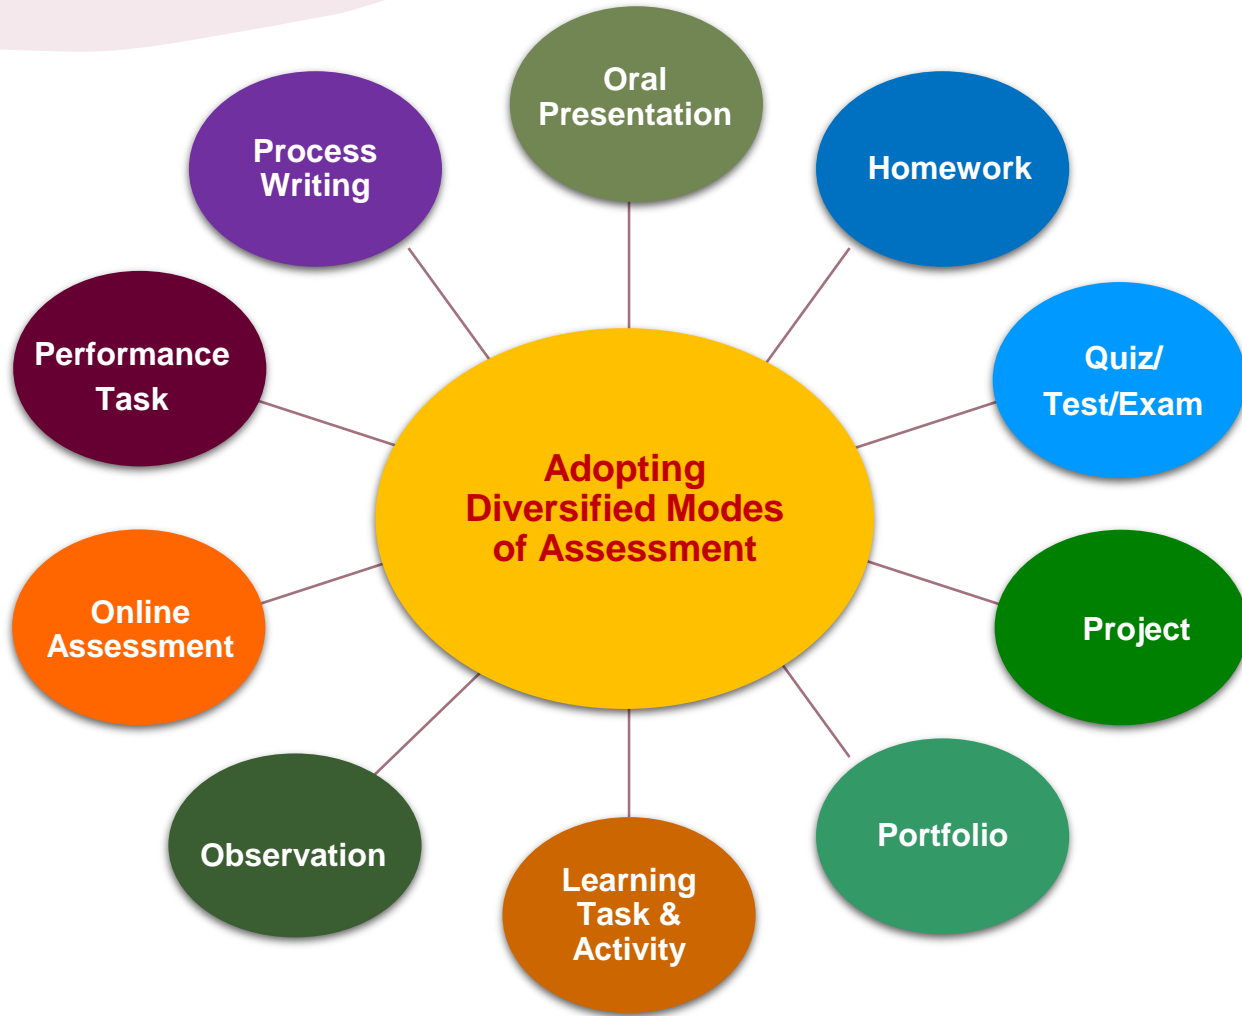 Oral
Presentation
Homework
Quiz/
Test/Exam
Project
Portfolio
Learning
Task &
Activity
Observation
Online
Assessment
Performance
Task
Process
Writing
Adopting
Diversified Modes
of Assessment